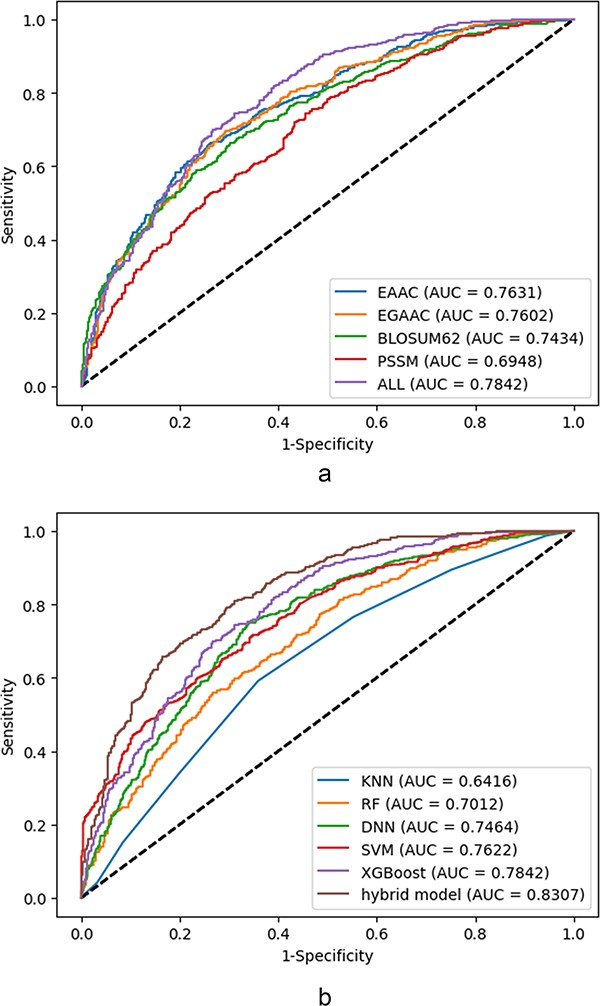 1.0
0.8
0.6
0.4
0.2
0.0
Sensitivity
EAAC (AUC = 0.7631)
EGAAC (AUC = 0.7602)
BLOSUM62 (AUC = 0.7434)
PSSM (AUC = 0.6948)
ALL (AUC = 0.7842)
0.0 0.2 0.4 0.6 0.8 1.0
1-Specificity
a
1.0
0.8
0.6
0.4
0.2
0.0
Sensitivity
KNN (AUC = 0.6416)
RF (AUC = 0.7012)
DNN (AUC = 0.7464)
SVM (AUC = 0.7622)
XGBoost (AUC = 0.7842)
hybrid model (AUC = 0.8307)
0.0 0.2 0.4 0.6 0.8 1.0
1-Specificity
b